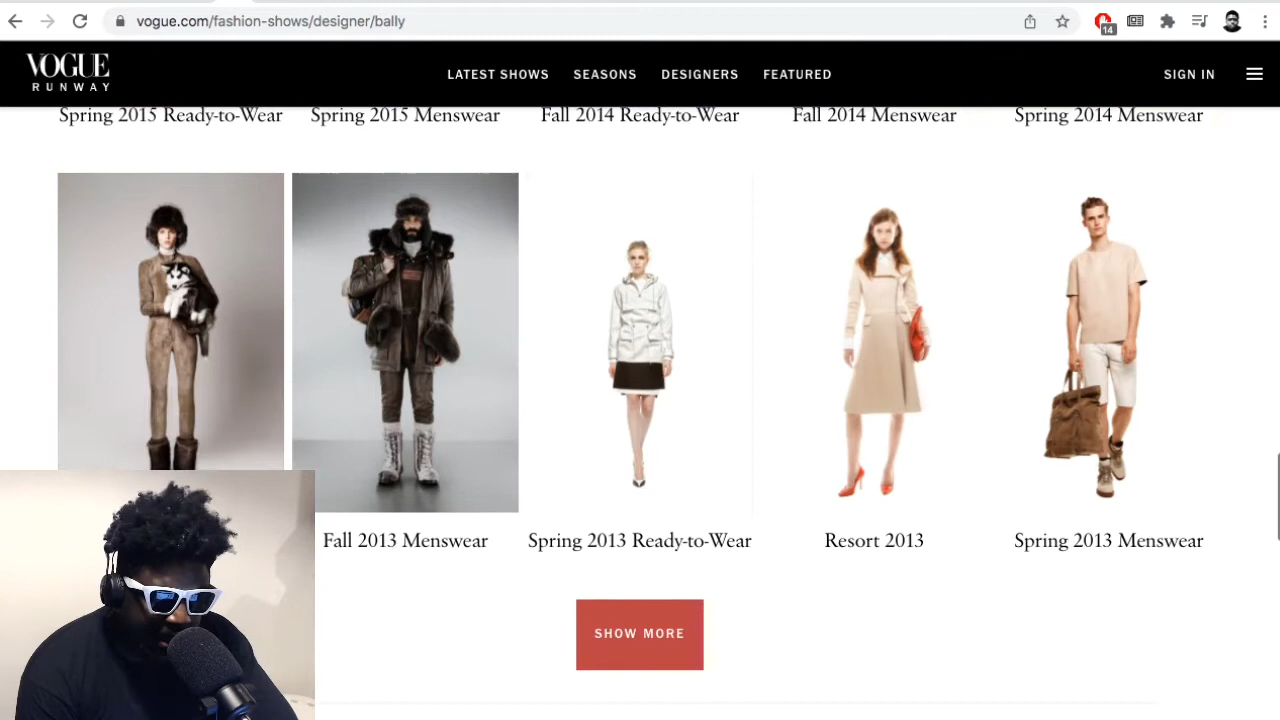 vogue.com/fashion-shows/designer/bally
14
VOGUE
RUNWAY
LATEST SHOWS SEASONS DESIGNERS FEATURED
SIGN IN
Spring 2015 Ready-to-Wear Spring 2015 Menswear Fall 2014 Ready-to-Wear Fall 2014 Menswear Spring 2014 Menswear
Fall 2013 Menswear Spring 2013 Ready-to-Wear Resort 2013 Spring 2013 Menswear
SHOW MORE